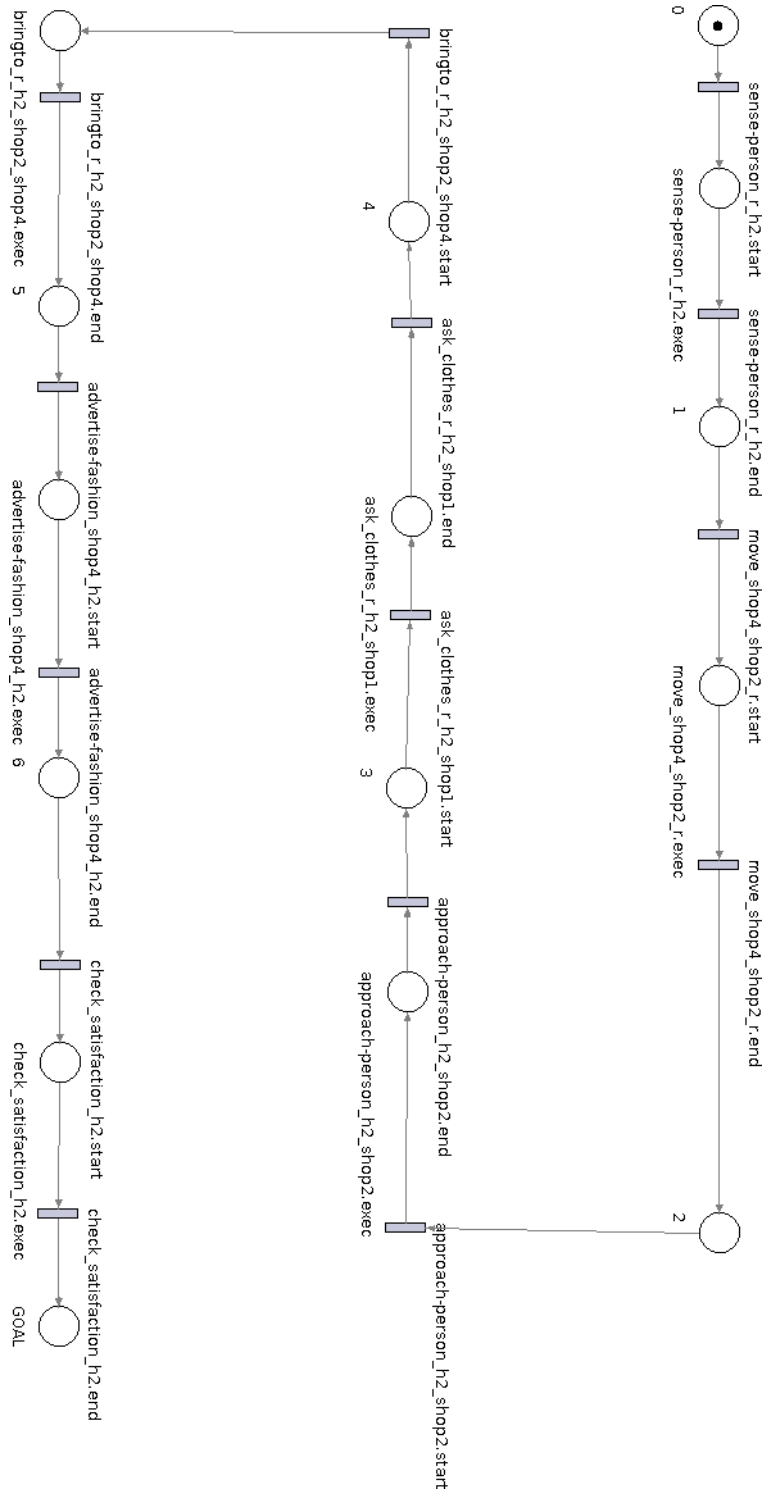 0
sense-person_r_h2.start
sense-person_r_h2.exec
sense-person_r_h2.end
1
move_shop4_shop2_r.start
move_shop4_shop2_r.exec
move_shop4_shop2_r.end
2
approach-person_h2_shop2.start
approach-person_h2_shop2.exec
approach-person_h2_shop2.end
3
ask_clothes_r_h2_shop1.start
ask_clothes_r_h2_shop1.exec
ask_clothes_r_h2_shop1.end
4
bringto_r_h2_shop2_shop4.start
bringto_r_h2_shop2_shop4.exec
bringto_r_h2_shop2_shop4.end
5
advertise-fashion_shop4_h2.start
advertise-fashion_shop4_h2.exec
advertise-fashion_shop4_h2.end
6
check_satisfaction_h2.start
check_satisfaction_h2.exec
check_satisfaction_h2.end
GOAL